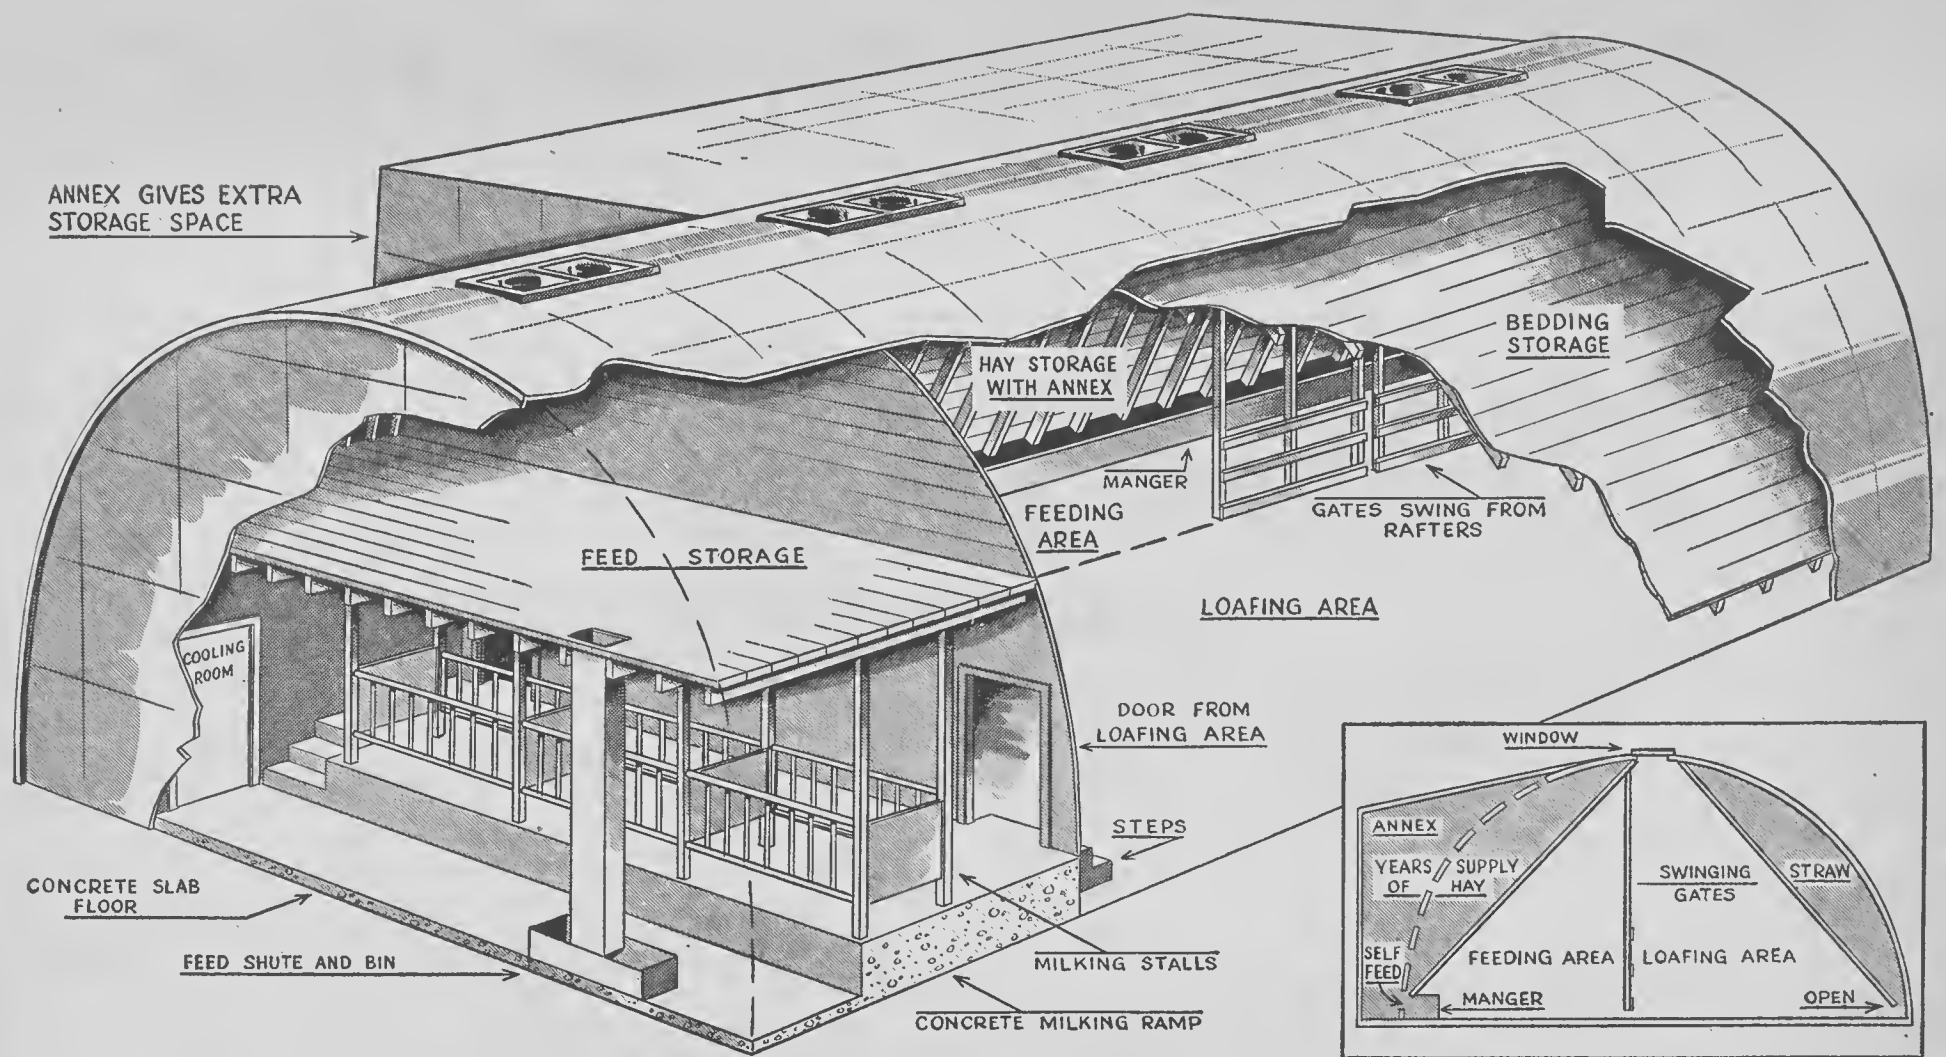 ANNEX GIVES EXTRA
STORAGE SPACE
HAY STORAGE
WITH ANNEX
BEDDING
STORAGE
MANGER
FEEDING
AREA
GATES SWING FROM
RAFTERS
FEED STORAGE
LOAFING AREA
COOLING
ROOM
DOOR FROM
LOAFING AREA
STEPS
CONCRETE SLAB
FLOOR
FEED SHUTE AND BIN
MILKING STALLS
CONCRETE MILKING RAMP
WINDOW
ANNEX
YEARS SUPPLY
OF HAY
SWINGING
GATES
STRAW
SELF
FEED
FEEDING AREA
LOAFING AREA
MANGER
OPEN